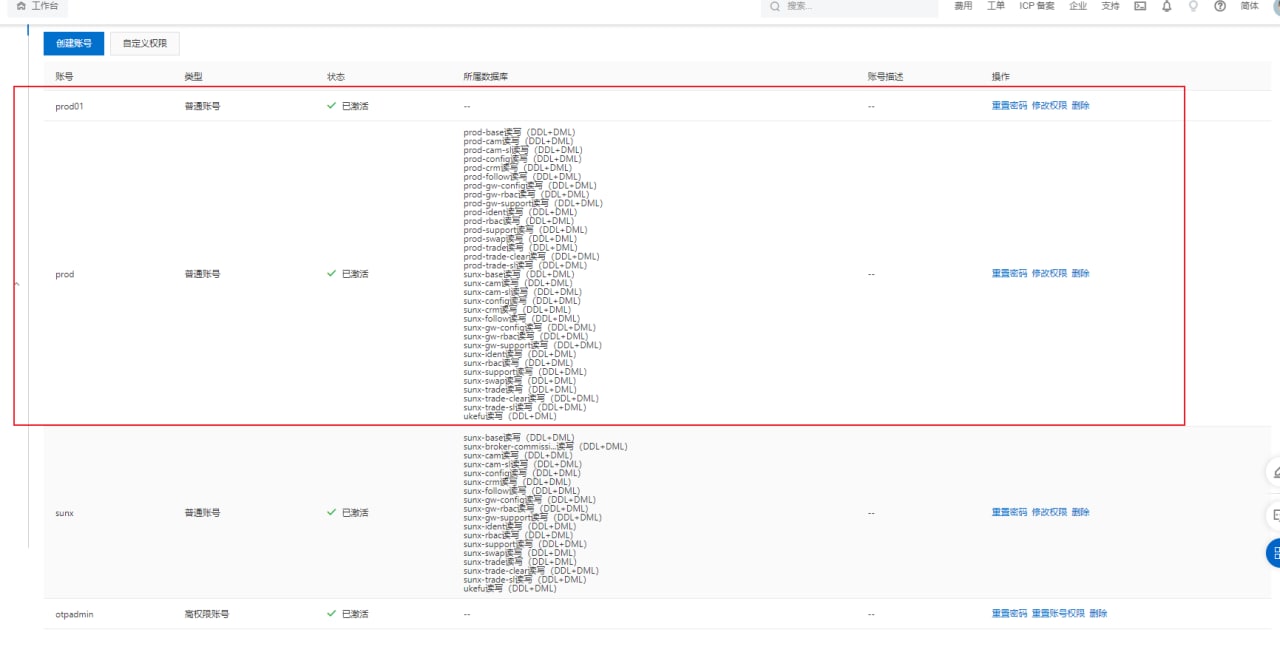 工作台
搜索...
费用 工单 ICP 备案 企业 支持 简体
创建账号 自定义权限
账号 类型 状态 所属数据库 账号描述 操作
prod01 普通账号 已激活 -- -- 重置密码 修改权限 删除
prod-base读写（DDL+DML）
prod-cam读写（DDL+DML）
prod-cam-sl读写（DDL+DML）
prod-config读写（DDL+DML）
prod-crm读写（DDL+DML）
prod-follow读写（DDL+DML）
prod-gw-config读写（DDL+DML）
prod-gw-rbac读写（DDL+DML）
prod-gw-support读写（DDL+DML）
prod-ident读写（DDL+DML）
prod-rbac读写（DDL+DML）
prod-support读写（DDL+DML）
prod-swap读写（DDL+DML）
prod-trade读写（DDL+DML）
prod-trade-clear读写（DDL+DML）
prod-trade-sl读写（DDL+DML）
prod 普通账号 已激活 sunx-base读写（DDL+DML） -- 重置密码 修改权限 删除
sunx-cam读写（DDL+DML）
sunx-cam-sl读写（DDL+DML）
sunx-config读写（DDL+DML）
sunx-crm读写（DDL+DML）
sunx-follow读写（DDL+DML）
sunx-gw-config读写（DDL+DML）
sunx-gw-rbac读写（DDL+DML）
sunx-gw-support读写（DDL+DML）
sunx-ident读写（DDL+DML）
sunx-rbac读写（DDL+DML）
sunx-support读写（DDL+DML）
sunx-swap读写（DDL+DML）
sunx-trade读写（DDL+DML）
sunx-trade-clear读写（DDL+DML）
sunx-trade-sl读写（DDL+DML）
ukefu读写（DDL+DML）
sunx-base读写（DDL+DML）
sunx-broker-commissi...读写（DDL+DML）
sunx-cam读写（DDL+DML）
sunx-cam-sl读写（DDL+DML）
sunx-config读写（DDL+DML）
sunx-crm读写（DDL+DML）
sunx-follow读写（DDL+DML）
sunx-gw-config读写（DDL+DML）
sunx-gw-rbac读写（DDL+DML）
sunx 普通账号 已激活 sunx-gw-support读写（DDL+DML） -- 重置密码 修改权限 删除
sunx-ident读写（DDL+DML）
sunx-rbac读写（DDL+DML）
sunx-support读写（DDL+DML）
sunx-swap读写（DDL+DML）
sunx-trade读写（DDL+DML）
sunx-trade-clear读写（DDL+DML）
sunx-trade-sl读写（DDL+DML）
ukefu读写（DDL+DML）
otpadmin 高权限账号 已激活 -- -- 重置密码 重置账号权限 删除